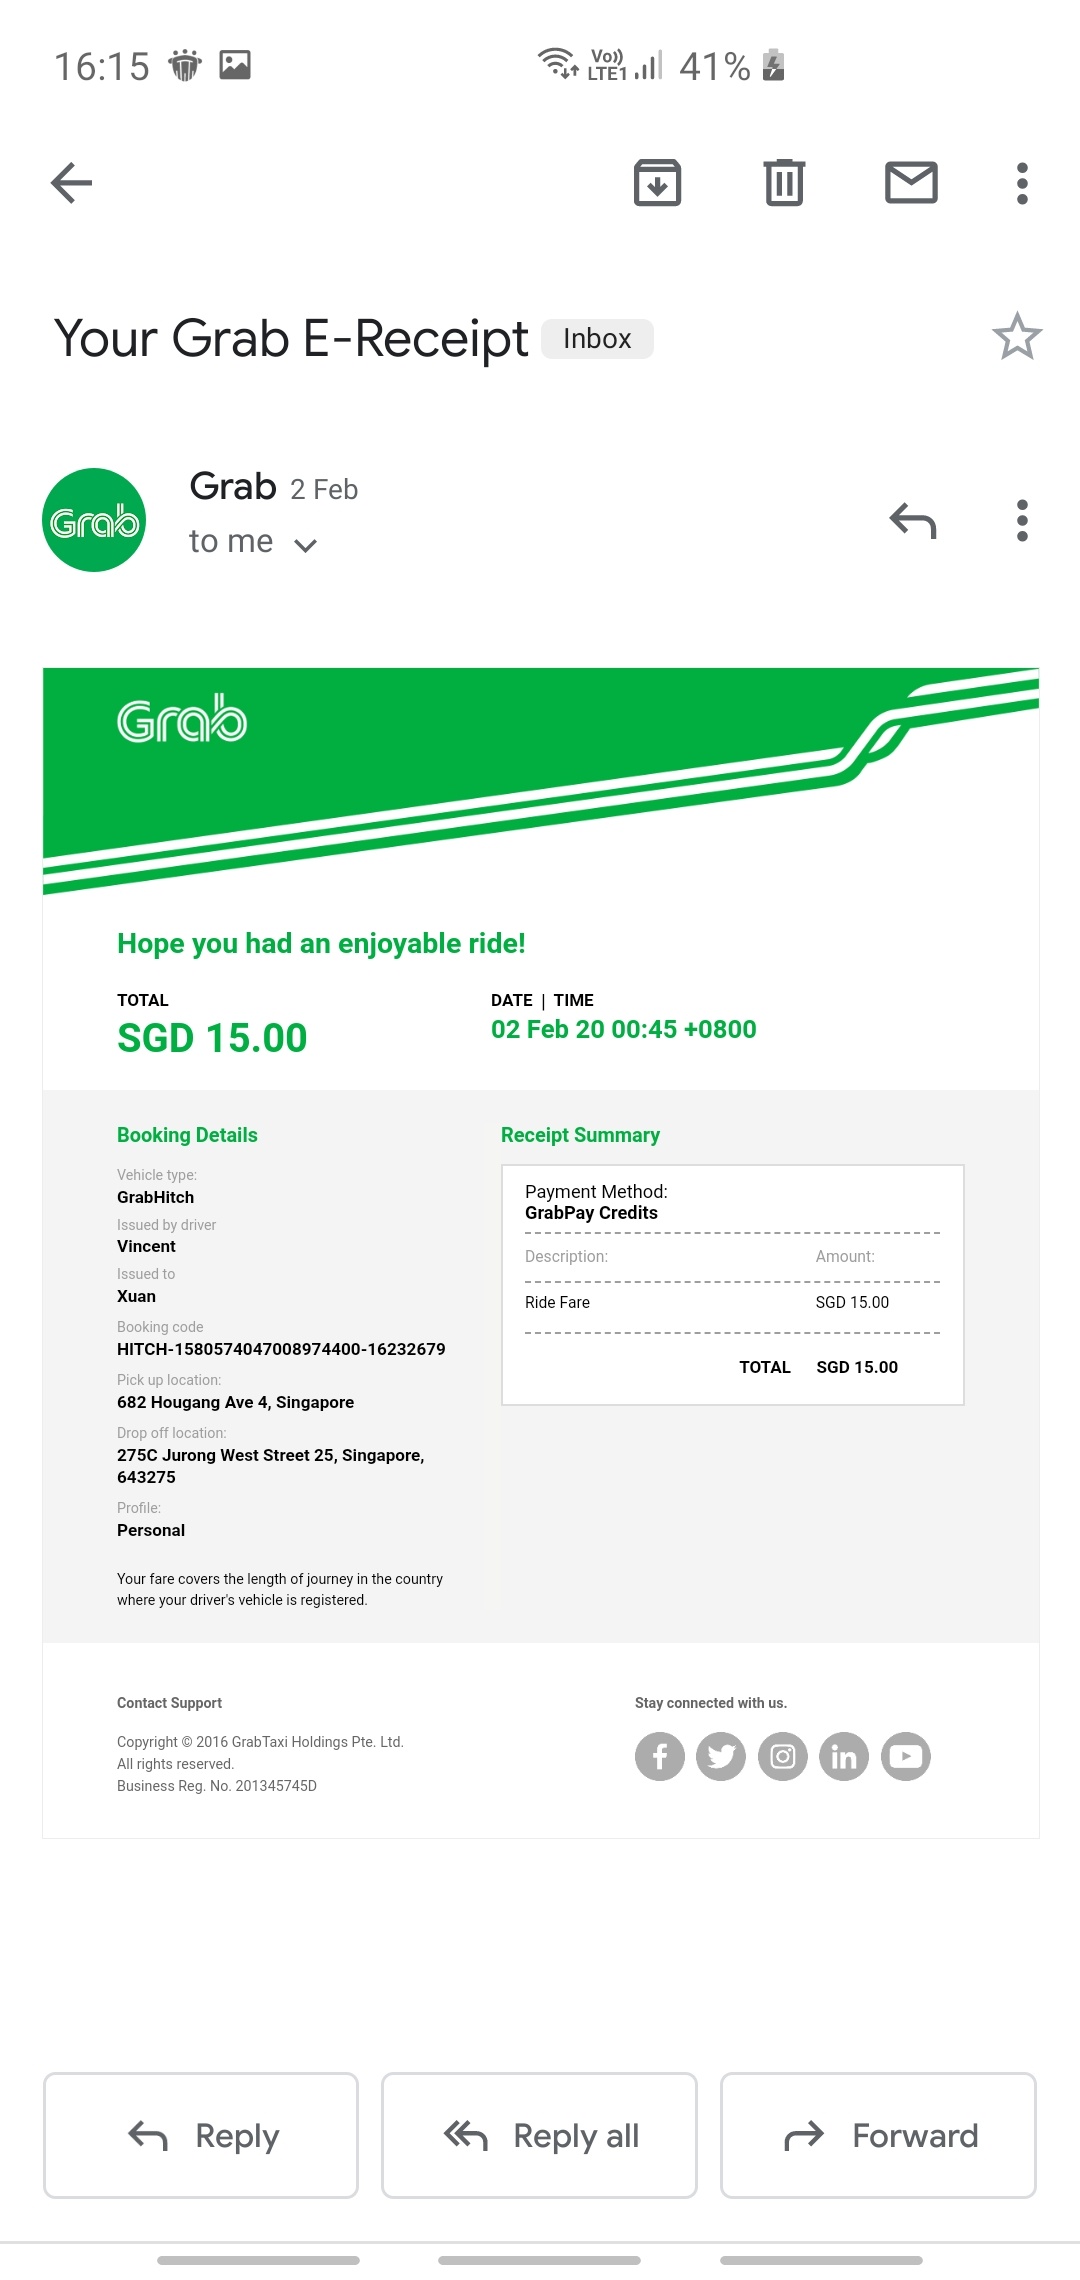 16:15
Vo)) LTE1 41%
Your Grab E-Receipt Inbox
Grab 2 Feb
Grab
to me
Grab
Hope you had an enjoyable ride!
TOTAL
SGD 15.00
DATE | TIME
02 Feb 20 00:45 +0800
Booking Details
Vehicle type:
GrabHitch
Issued by driver
Vincent
Issued to
Xuan
Booking code
HITCH-1580574047008974400-16232679
Pick up location:
682 Hougang Ave 4, Singapore
Drop off location:
275C Jurong West Street 25, Singapore,
643275
Profile:
Personal
Your fare covers the length of journey in the country
where your driver's vehicle is registered.
Receipt Summary
Payment Method:
GrabPay Credits
Description: Amount:
Ride Fare SGD 15.00
TOTAL SGD 15.00
Contact Support
Copyright © 2016 GrabTaxi Holdings Pte. Ltd.
All rights reserved.
Business Reg. No. 201345745D
Stay connected with us.
Reply
Reply all
Forward